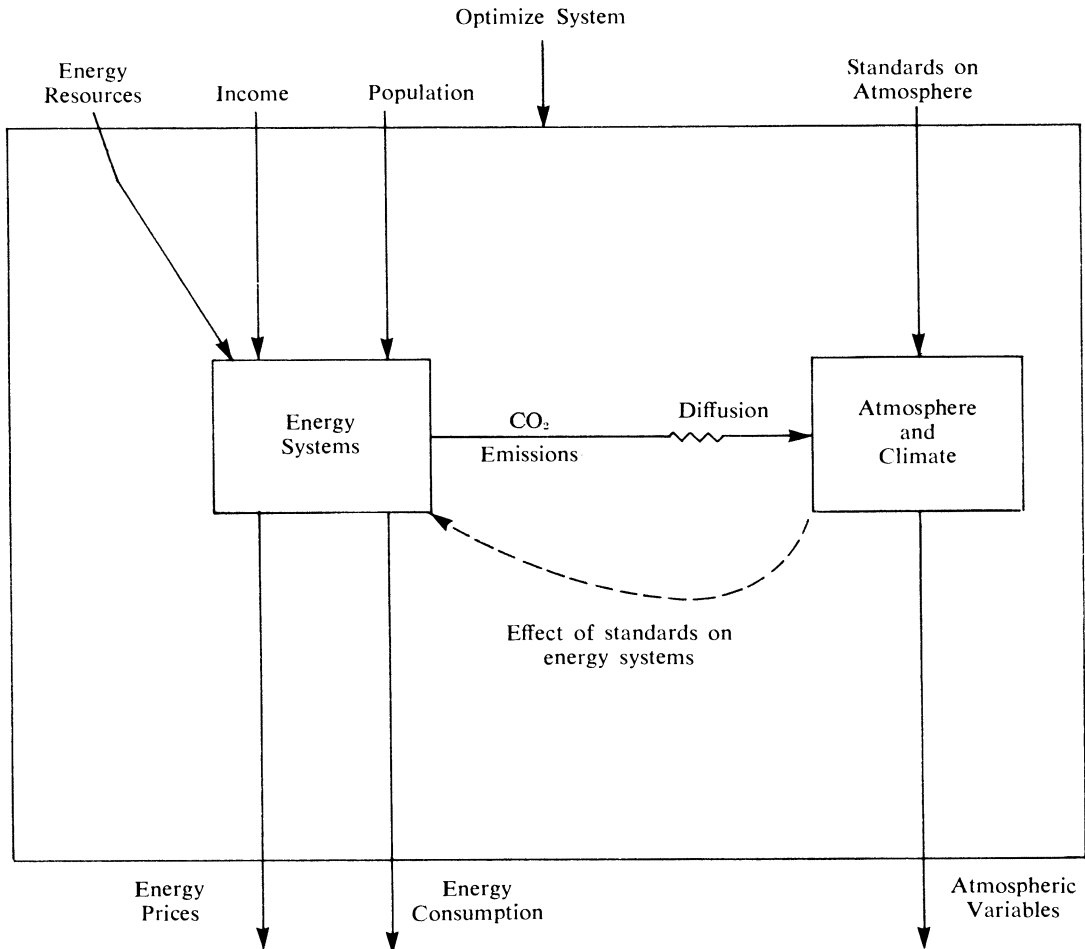 Optimize System
Energy
Resources
Income
Population
Standards on
Atmosphere
Energy
Systems
CO₂
Emissions
Diffusion
Atmosphere
and
Climate
Effect of standards on
energy systems
Energy
Prices
Energy
Consumption
Atmospheric
Variables